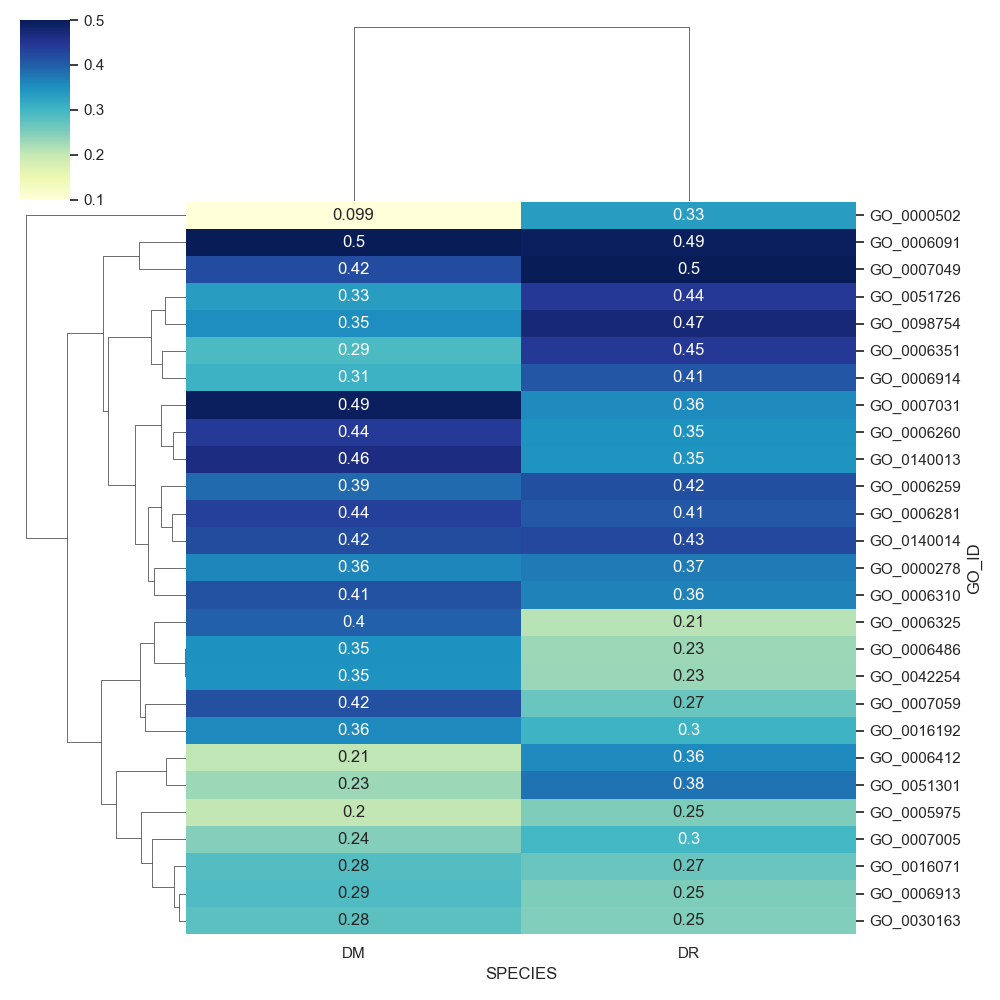 0.5
0.4
0.3
0.2
0.1
0.099 0.33 GO_0000502
0.5 0.49 GO_0006091
0.42 0.5 GO_0007049
0.33 0.44 GO_0051726
0.35 0.47 GO_0098754
0.29 0.45 GO_0006351
0.31 0.41 GO_0006914
0.49 0.36 GO_0007031
0.44 0.35 GO_0006260
0.46 0.35 GO_0140013
0.39 0.42 GO_0006259
0.44 0.41 GO_0006281
0.42 0.43 GO_0140014
0.36 0.37 GO_0000278
0.41 0.36 GO_0006310
0.4 0.21 GO_0006325
0.35 0.23 GO_0006486
0.35 0.23 GO_0042254
0.42 0.27 GO_0007059
0.36 0.3 GO_0016192
0.21 0.36 GO_0006412
0.23 0.38 GO_0051301
0.2 0.25 GO_0005975
0.24 0.3 GO_0007005
0.28 0.27 GO_0016071
0.29 0.25 GO_0006913
0.28 0.25 GO_0030163
GO_ID
DM DR
SPECIES